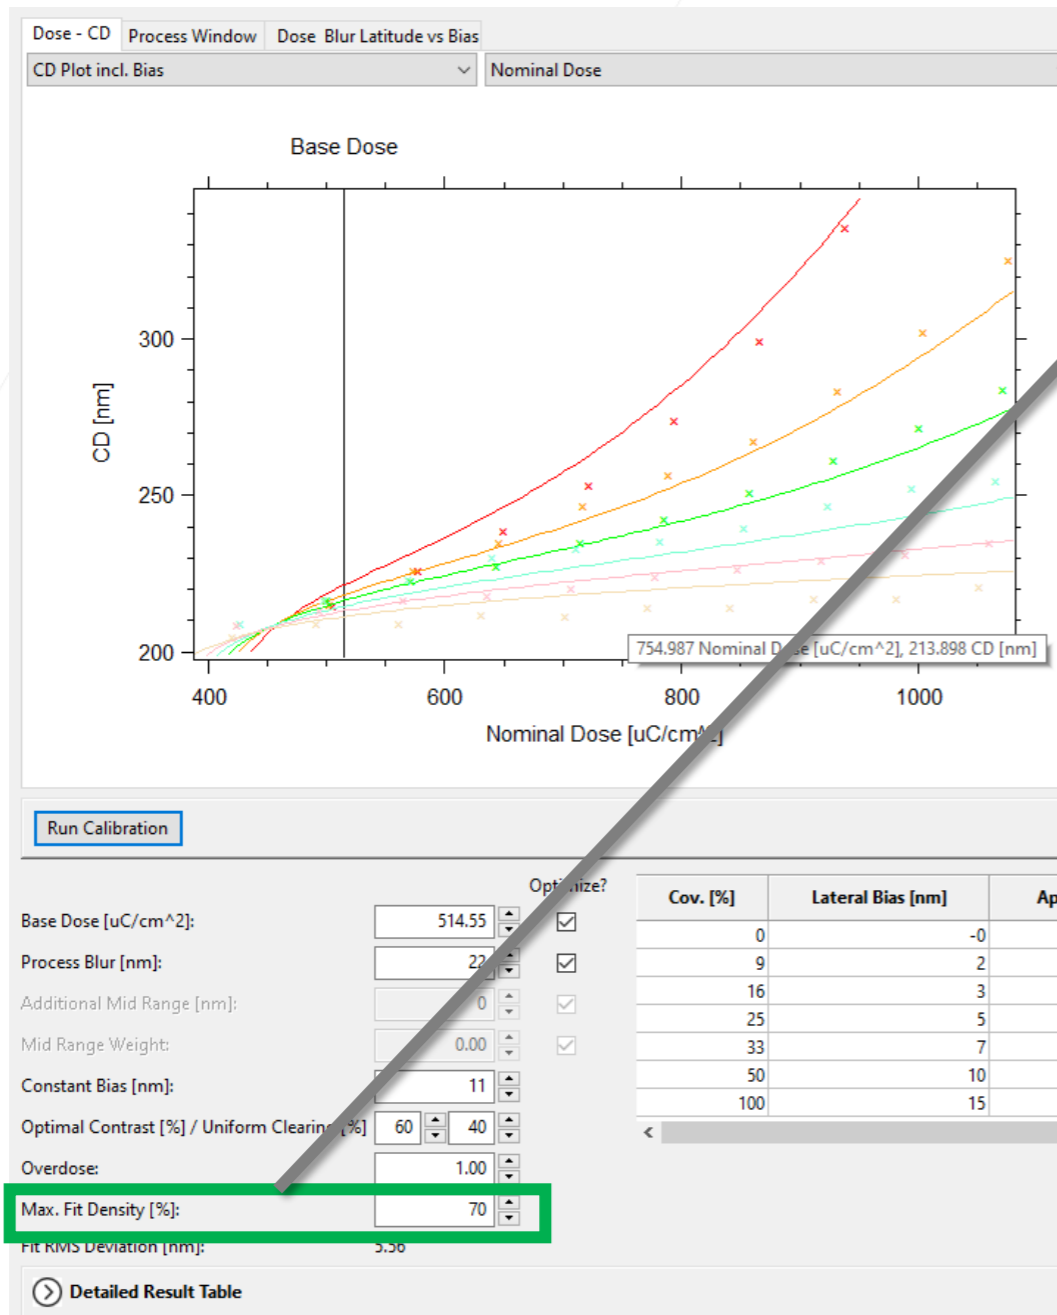 Dose - CD Process Window Dose Blur Latitude vs Bias
CD Plot incl. Bias Nominal Dose
Base Dose
300
250
200
CD [nm]
754.987 Nominal Dose [uC/cm^2], 213.898 CD [nm]
400 600 800 1000
Nominal Dose [uC/cm^2]
Run Calibration
Optimize?
Base Dose [uC/cm^2]: 514.55
Process Blur [nm]: 22
Additional Mid Range [nm]: 0
Mid Range Weight: 0.00
Constant Bias [nm]: 11
Optimal Contrast [%] / Uniform Clearing [%] 60 40
Overdose: 1.00
Max. Fit Density [%]: 70
Fit RMS Deviation [nm]: 5.56
Cov. [%] Lateral Bias [nm] Ap
0 -0
9 2
16 3
25 5
33 7
50 10
100 15
Detailed Result Table